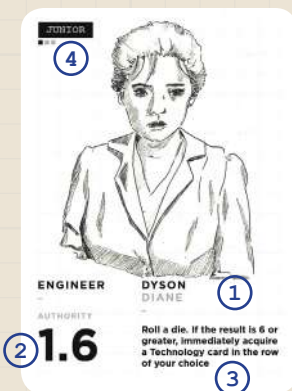 JUNIOR
4
ENGINEER
DYSON
DIANE
1
AUTHORITY
2
1.6
Roll a die. If the result is 6 or
greater, immediately acquire
a Technology card in the row
of your choice
3